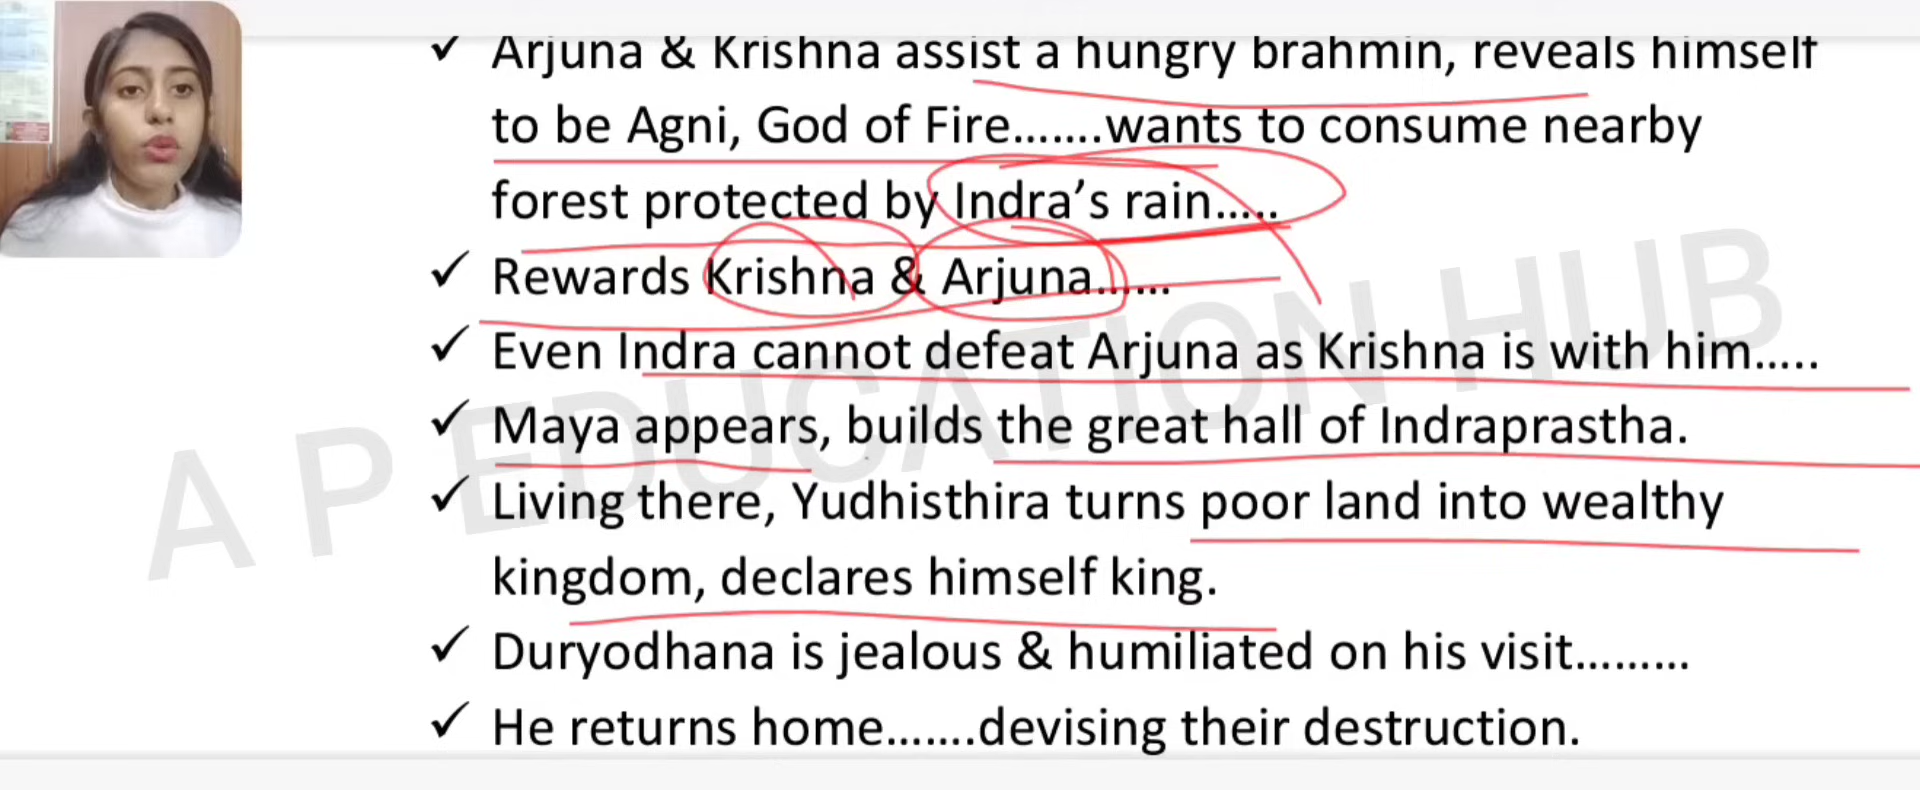 ✓ Arjuna & Krishna assist a hungry brahmin, reveals himself
to be Agni, God of Fire.......wants to consume nearby
forest protected by Indra’s rain.....
✓ Rewards Krishna & Arjuna......
✓ Even Indra cannot defeat Arjuna as Krishna is with him.....
✓ Maya appears, builds the great hall of Indraprastha.
✓ Living there, Yudhisthira turns poor land into wealthy
kingdom, declares himself king.
✓ Duryodhana is jealous & humiliated on his visit.........
✓ He returns home.......devising their destruction.
A P EDUCATION HUB